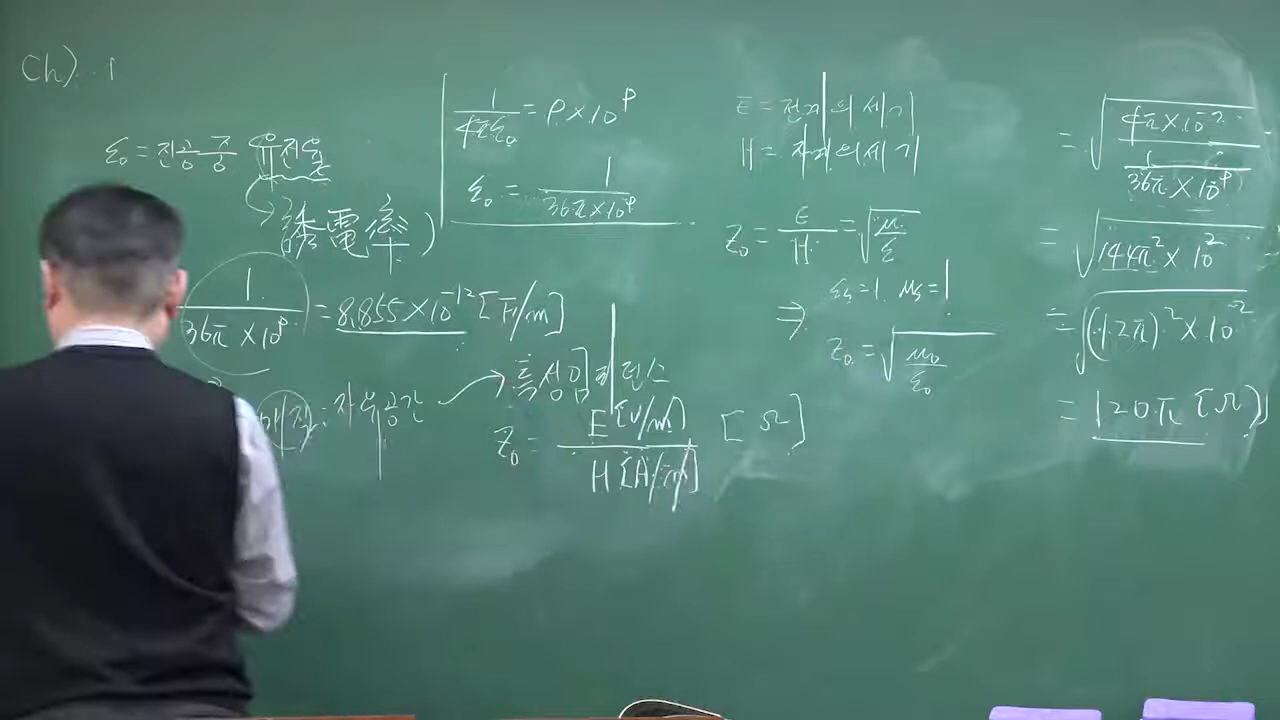 Ch) . 1
ε₀ = 진공 중 유전율
誘電率)
1/(36π × 10⁹) = 8.855 × 10⁻¹² [F/m]
매질 : 자유공간
1/(4πε₀) = 9 × 10⁹
ε₀ = 1/(36π × 10⁹)
특성임피던스
Z₀ = E[V/m] / H[A/m] [Ω]
E = 전계의 세기
H = 자계의 세기
Z₀ = E/H = √(μ/ε)
εs = 1. μs = 1
⇒ Z₀ = √(μ₀/ε₀)
= √(4π × 10⁻⁷ / (1/(36π × 10⁹)))
= √(144π² × 10²)
= √((12π)² × 10²)
= 120π [Ω]